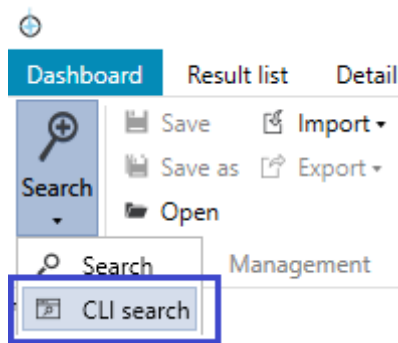 Dashboard Result list Detail
Save Import
Save as Export
Search
Open
Search Management
CLI search